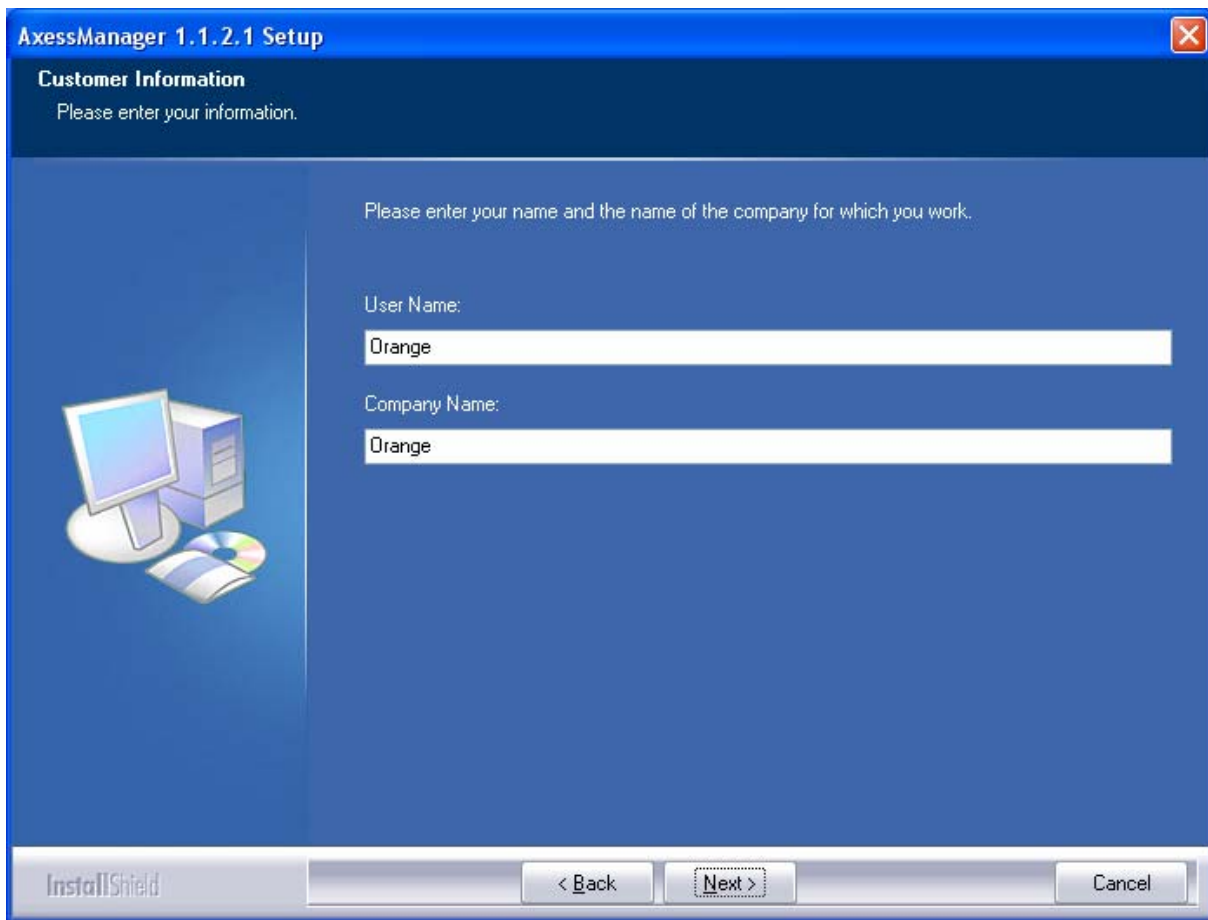 AxessManager 1.1.2.1 Setup
Customer Information
Please enter your information.
Please enter your name and the name of the company for which you work.
User Name:
Orange
Company Name:
Orange
InstallShield
< Back
Next >
Cancel